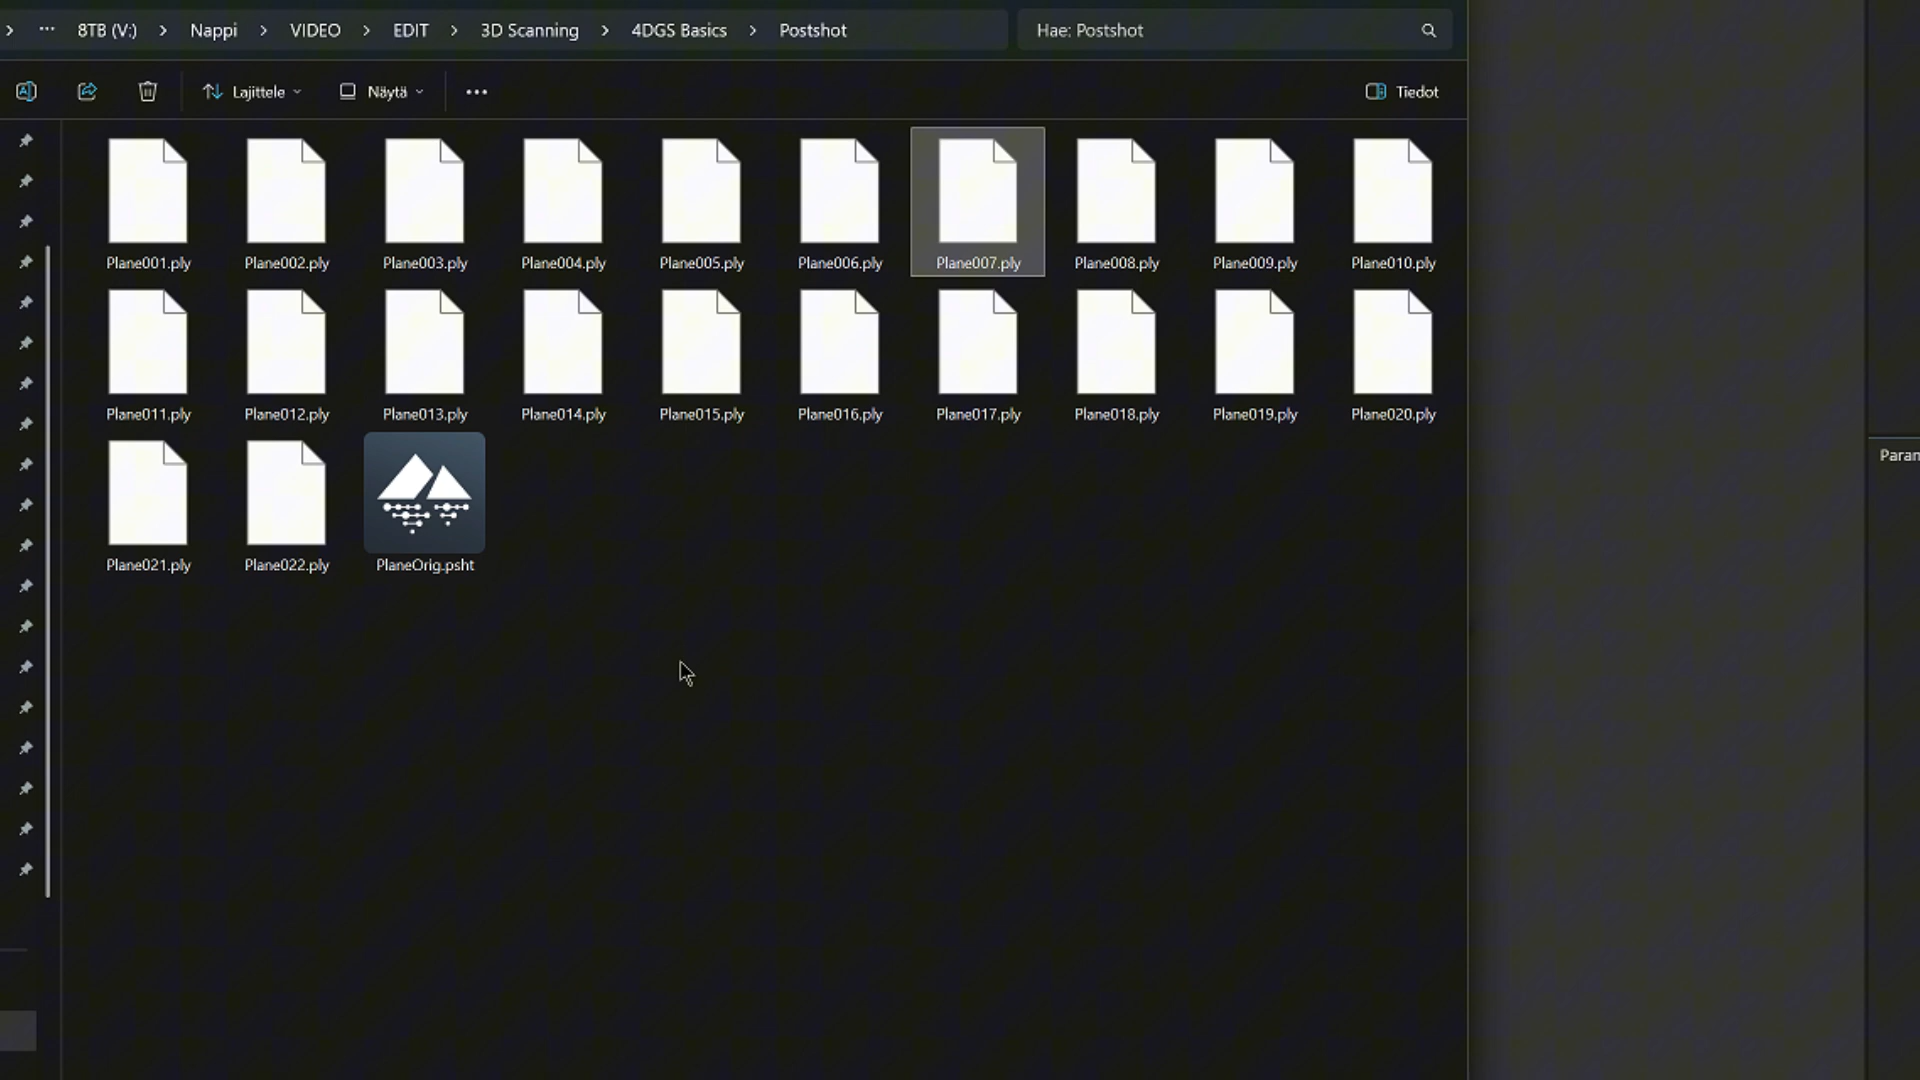 8TB (V:) Nappi VIDEO EDIT 3D Scanning 4DGS Basics Postshot Hae: Postshot
Lajittele Näytä Tiedot
Plane001.ply Plane002.ply Plane003.ply Plane004.ply Plane005.ply Plane006.ply Plane007.ply Plane008.ply Plane009.ply Plane010.ply
Plane011.ply Plane012.ply Plane013.ply Plane014.ply Plane015.ply Plane016.ply Plane017.ply Plane018.ply Plane019.ply Plane020.ply
Param
Plane021.ply Plane022.ply PlaneOrig.psht